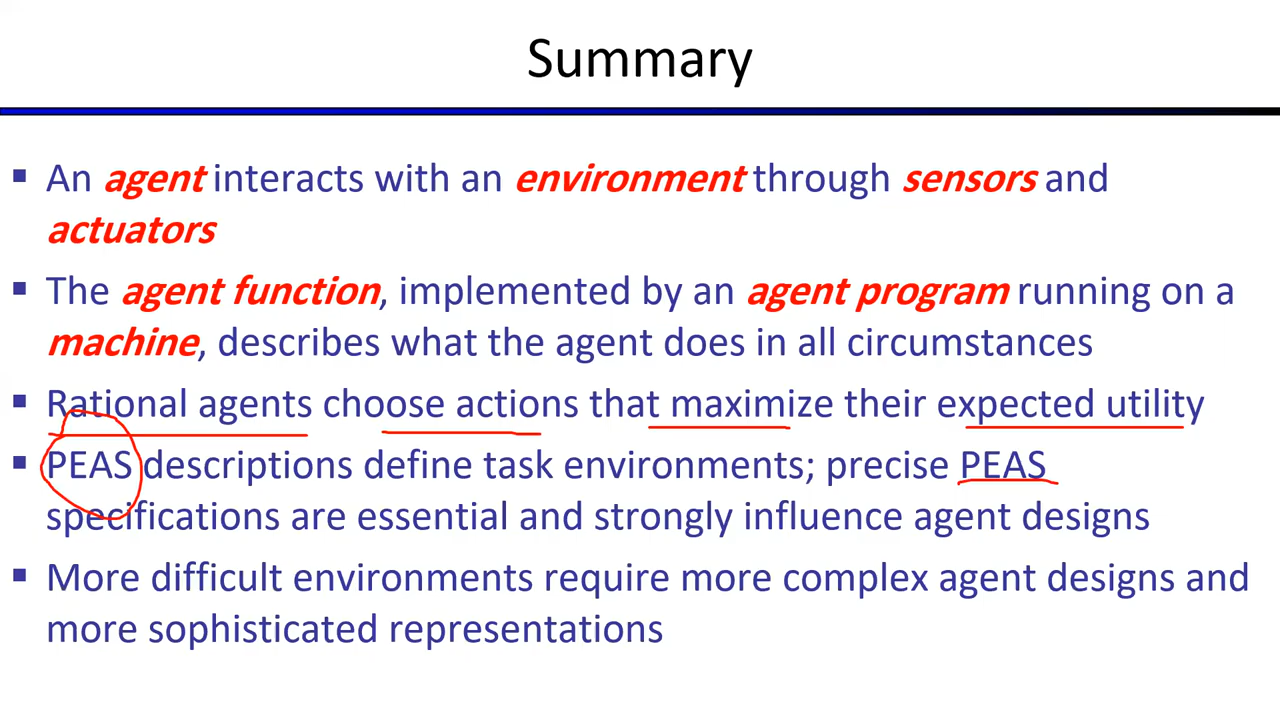 Summary
▪ An agent interacts with an environment through sensors and
actuators
▪ The agent function, implemented by an agent program running on a
machine, describes what the agent does in all circumstances
▪ Rational agents choose actions that maximize their expected utility
▪ PEAS descriptions define task environments; precise PEAS
specifications are essential and strongly influence agent designs
▪ More difficult environments require more complex agent designs and
more sophisticated representations